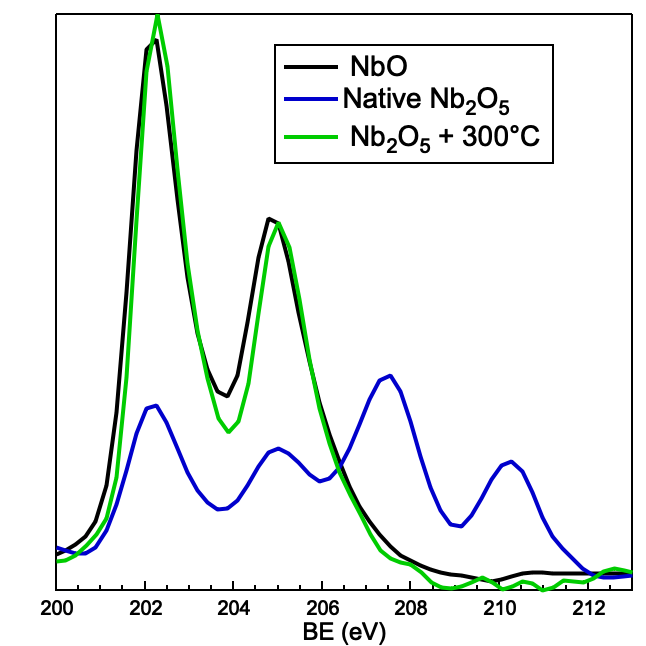 NbO
Native Nb₂O₅
Nb₂O₅ + 300°C
200 202 204 206 208 210 212
BE (eV)